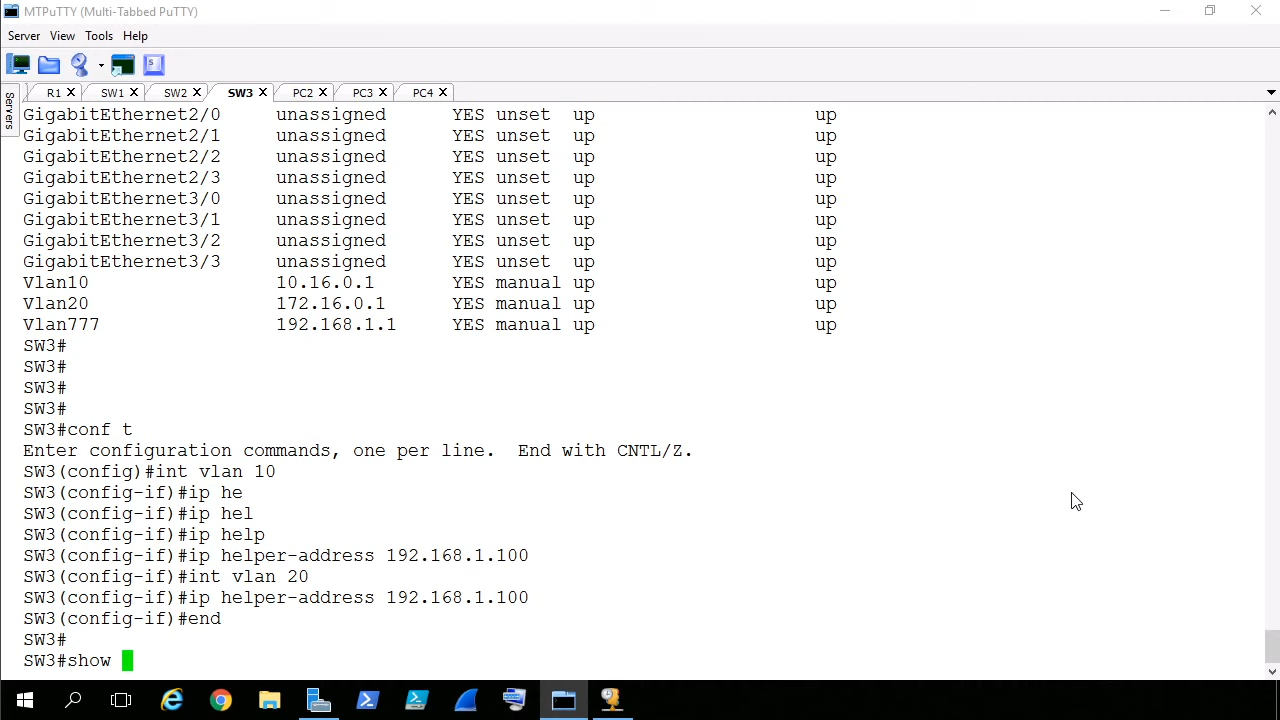 MTPuTTY (Multi-Tabbed PuTTY)
Server View Tools Help
Servers
R1 SW1 SW2 SW3 PC2 PC3 PC4
GigabitEthernet2/0 unassigned YES unset up up
GigabitEthernet2/1 unassigned YES unset up up
GigabitEthernet2/2 unassigned YES unset up up
GigabitEthernet2/3 unassigned YES unset up up
GigabitEthernet3/0 unassigned YES unset up up
GigabitEthernet3/1 unassigned YES unset up up
GigabitEthernet3/2 unassigned YES unset up up
GigabitEthernet3/3 unassigned YES unset up up
Vlan10 10.16.0.1 YES manual up up
Vlan20 172.16.0.1 YES manual up up
Vlan777 192.168.1.1 YES manual up up
SW3#
SW3#
SW3#
SW3#
SW3#conf t
Enter configuration commands, one per line. End with CNTL/Z.
SW3(config)#int vlan 10
SW3(config-if)#ip he
SW3(config-if)#ip hel
SW3(config-if)#ip help
SW3(config-if)#ip helper-address 192.168.1.100
SW3(config-if)#int vlan 20
SW3(config-if)#ip helper-address 192.168.1.100
SW3(config-if)#end
SW3#
SW3#show